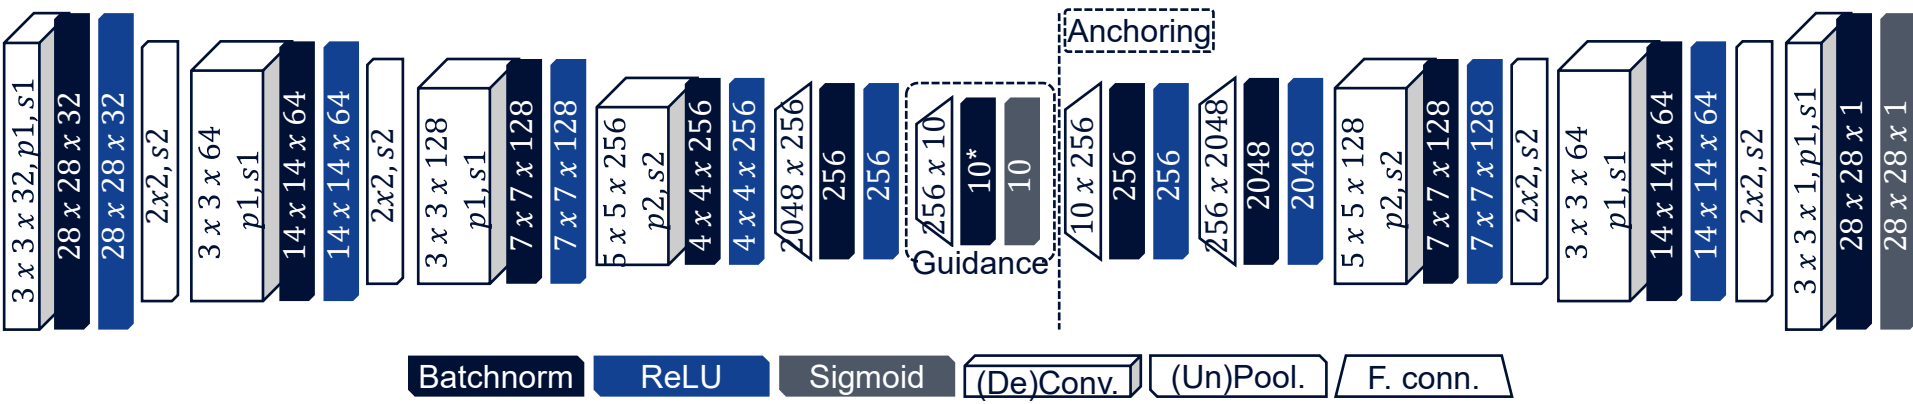 Anchoring
3 x 3 x 32, p1, s1
28 x 28 x 32
28 x 28 x 32
2x2, s2
3 x 3 x 64
p1, s1
14 x 14 x 64
14 x 14 x 64
2x2, s2
3 x 3 x 128
p1, s1
7 x 7 x 128
7 x 7 x 128
5 x 5 x 256
p2, s2
4 x 4 x 256
4 x 4 x 256
2048 x 256
256
256
256 x 10
10*
10
Guidance
10 x 256
256
256
256 x 2048
2048
2048
5 x 5 x 128
p2, s2
7 x 7 x 128
7 x 7 x 128
2x2, s2
3 x 3 x 64
p1, s1
14 x 14 x 64
14 x 14 x 64
2x2, s2
3 x 3 x 1, p1, s1
28 x 28 x 1
28 x 28 x 1
Batchnorm
ReLU
Sigmoid
(De)Conv.
(Un)Pool.
F. conn.